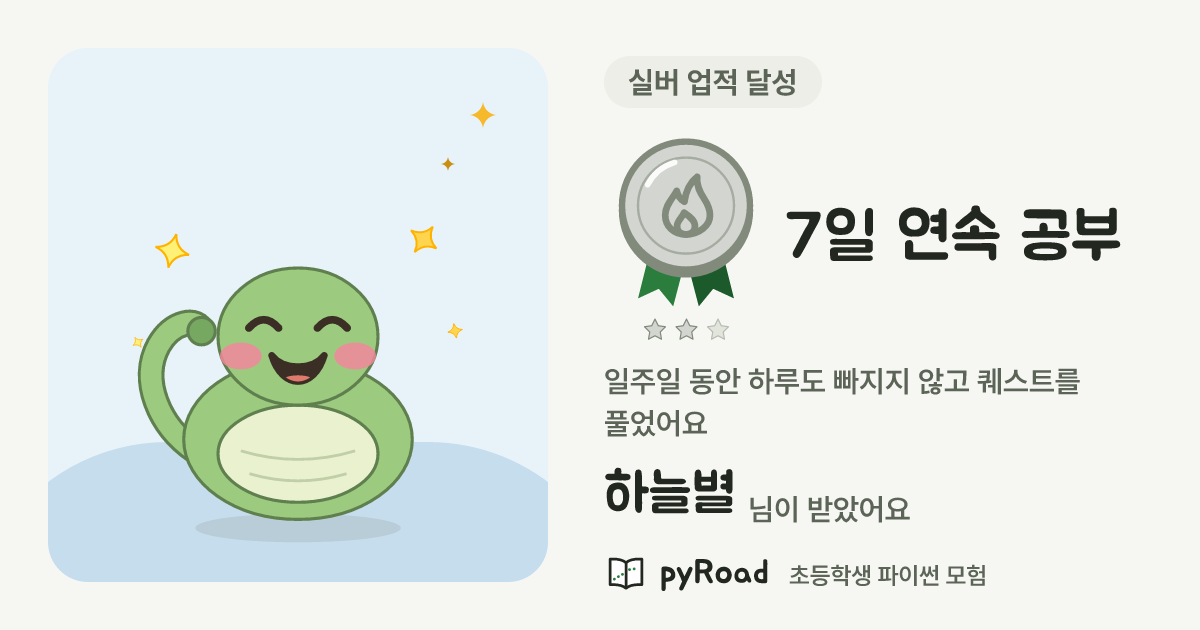 실버 업적 달성
7일 연속 공부
일주일 동안 하루도 빠지지 않고 퀘스트를
풀었어요
하늘별 님이 받았어요
pyRoad 초등학생 파이썬 모험